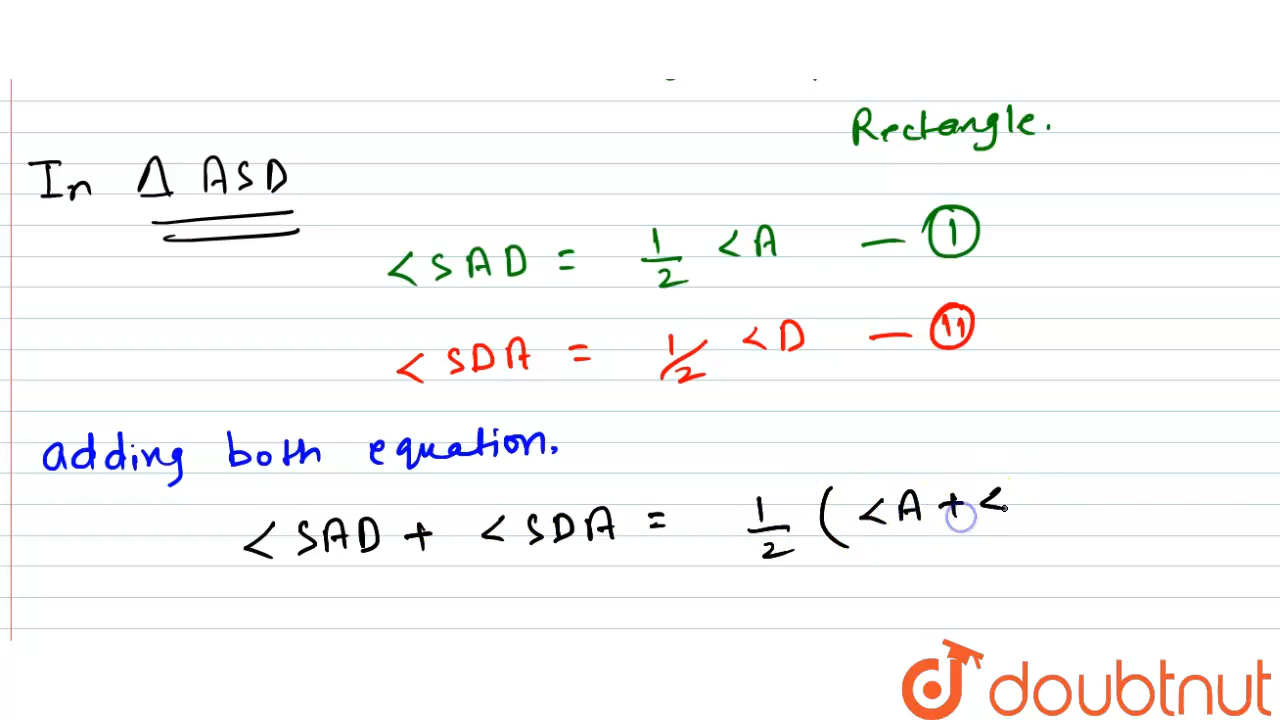 Rectangle.
In Δ ASD
<SAD = 1/2 <A — ①
<SDA = 1/2 <D — ⑪
adding both equation.
<SAD + <SDA = 1/2 (<A + <
doubtnut